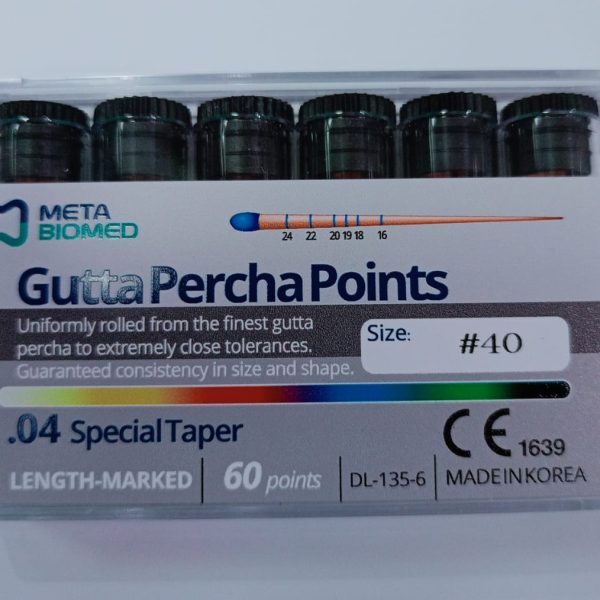 META
BIOMED
24 22 20 19 18 16
Gutta Percha Points
Uniformly rolled from the finest gutta
percha to extremely close tolerances.
Guaranteed consistency in size and shape.
Size: #40
.04 Special Taper
CE 1639
LENGTH-MARKED 60 points DL-135-6 MADE IN KOREA